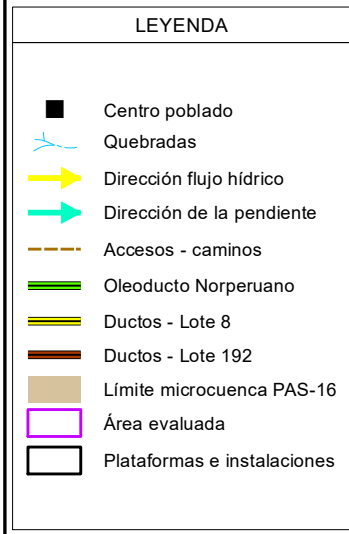 LEYENDA
Centro poblado
Quebradas
Dirección flujo hídrico
Dirección de la pendiente
Accesos - caminos
Oleoducto Norperuano
Ductos - Lote 8
Ductos - Lote 192
Límite microcuenca PAS-16
Área evaluada
Plataformas e instalaciones